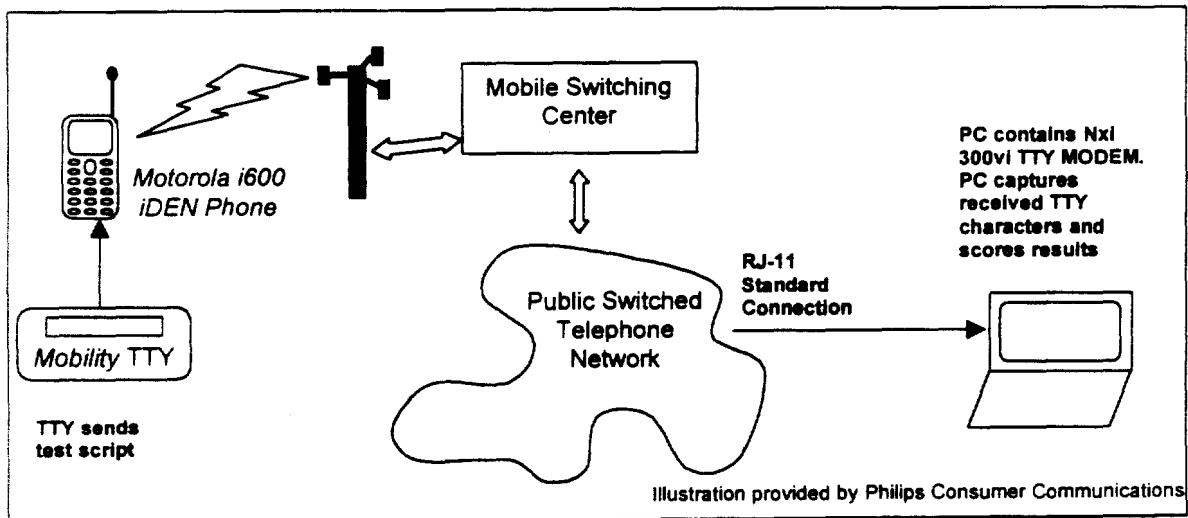 Mobile Switching
Center
Motorola i600
iDEN Phone
PC contains Nxi
300vi TTY MODEM.
PC captures
received TTY
characters and
scores results
RJ-11
Standard
Connection
Public Switched
Telephone
Network
Mobility TTY
TTY sends
test script
Illustration provided by Philips Consumer Communications